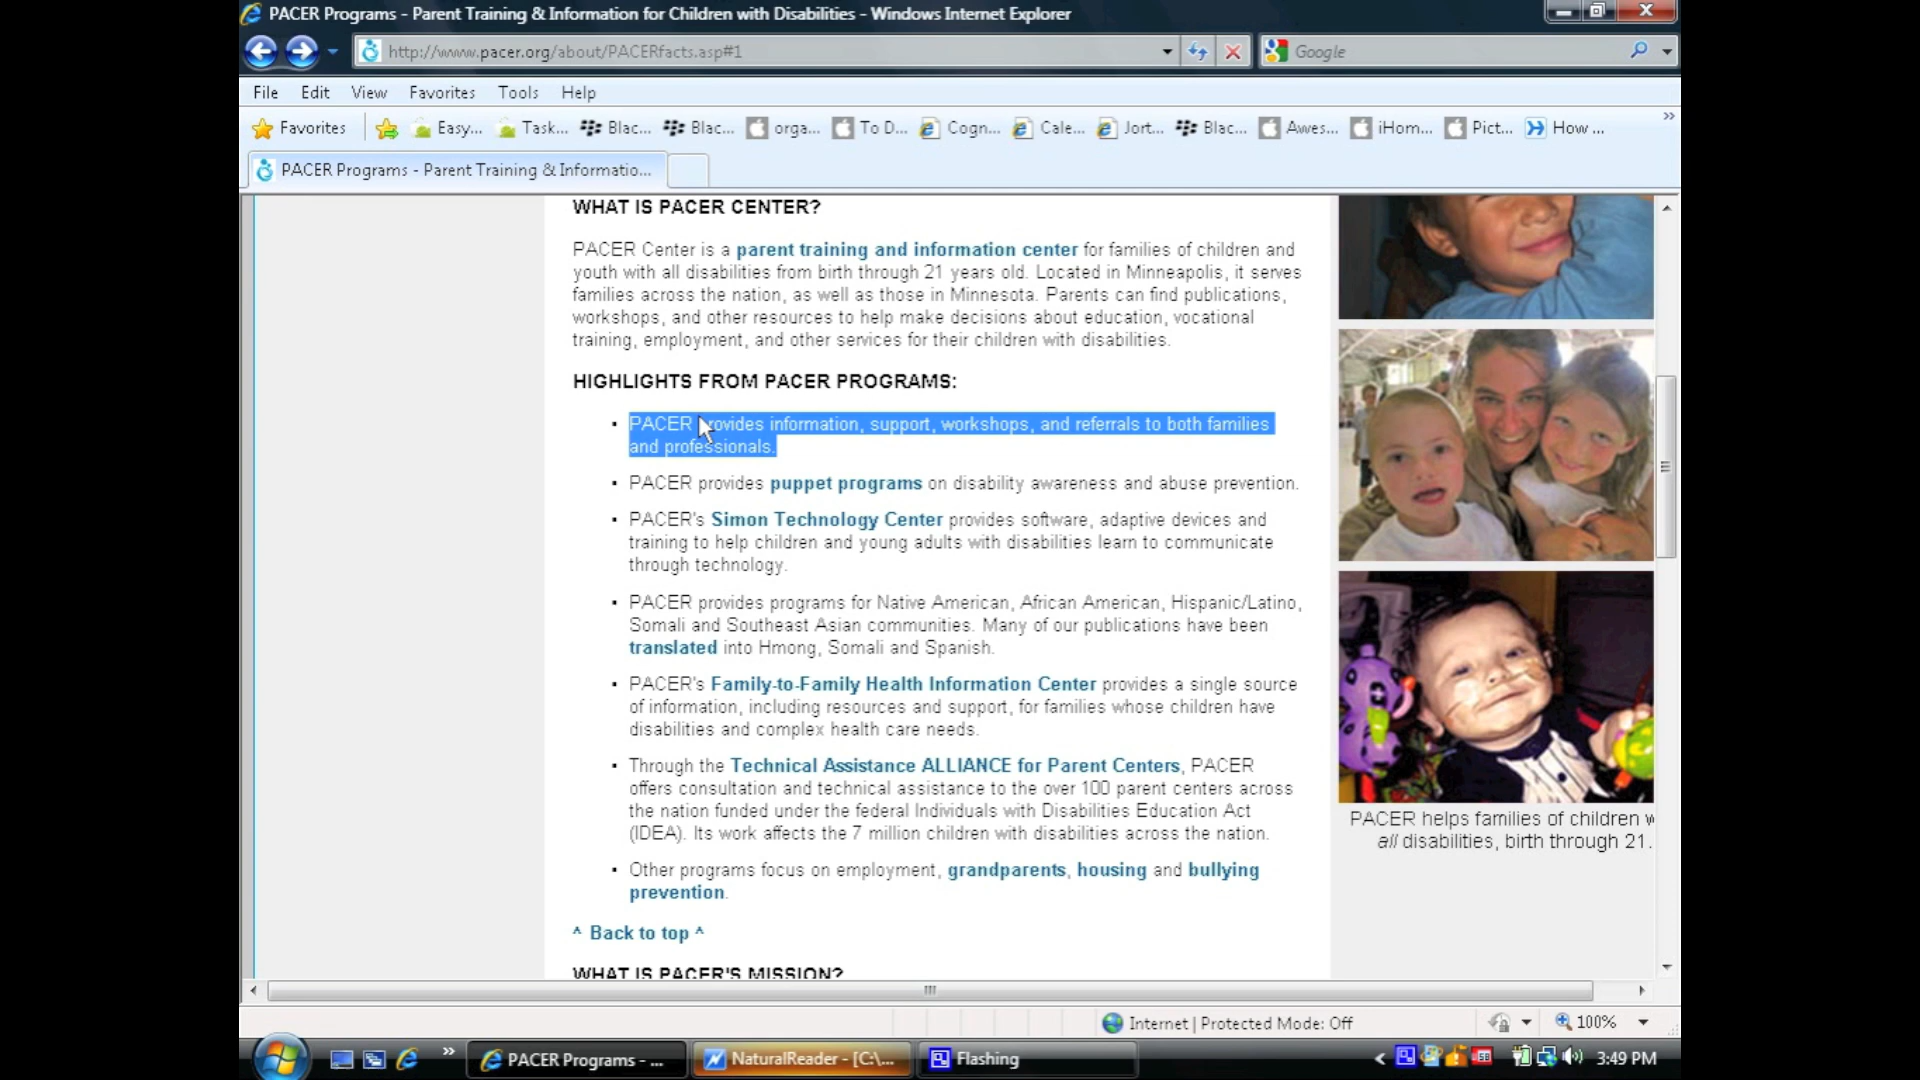 PACER Programs - Parent Training & Information for Children with Disabilities - Windows Internet Explorer
http://www.pacer.org/about/PACERfacts.asp#1
Google
File Edit View Favorites Tools Help
Favorites Easy... Task... Blac... Blac... orga... To D... Cogn... Cale... Jort... Blac... Awes... iHom... Pict... How ...
PACER Programs - Parent Training & Informatio...
WHAT IS PACER CENTER?
PACER Center is a parent training and information center for families of children and
youth with all disabilities from birth through 21 years old. Located in Minneapolis, it serves
families across the nation, as well as those in Minnesota. Parents can find publications,
workshops, and other resources to help make decisions about education, vocational
training, employment, and other services for their children with disabilities.
HIGHLIGHTS FROM PACER PROGRAMS:
PACER provides information, support, workshops, and referrals to both families
and professionals.
PACER provides puppet programs on disability awareness and abuse prevention.
PACER's Simon Technology Center provides software, adaptive devices and
training to help children and young adults with disabilities learn to communicate
through technology.
PACER provides programs for Native American, African American, Hispanic/Latino,
Somali and Southeast Asian communities. Many of our publications have been
translated into Hmong, Somali and Spanish.
PACER's Family-to-Family Health Information Center provides a single source
of information, including resources and support, for families whose children have
disabilities and complex health care needs.
Through the Technical Assistance ALLIANCE for Parent Centers, PACER
offers consultation and technical assistance to the over 100 parent centers across
the nation funded under the federal Individuals with Disabilities Education Act
(IDEA). Its work affects the 7 million children with disabilities across the nation.
Other programs focus on employment, grandparents, housing and bullying
prevention.
^ Back to top ^
WHAT IS PACER'S MISSION?
PACER helps families of children w
all disabilities, birth through 21.
Internet | Protected Mode: Off
100%
PACER Programs - ...
NaturalReader - [C:\...
Flashing
3:49 PM